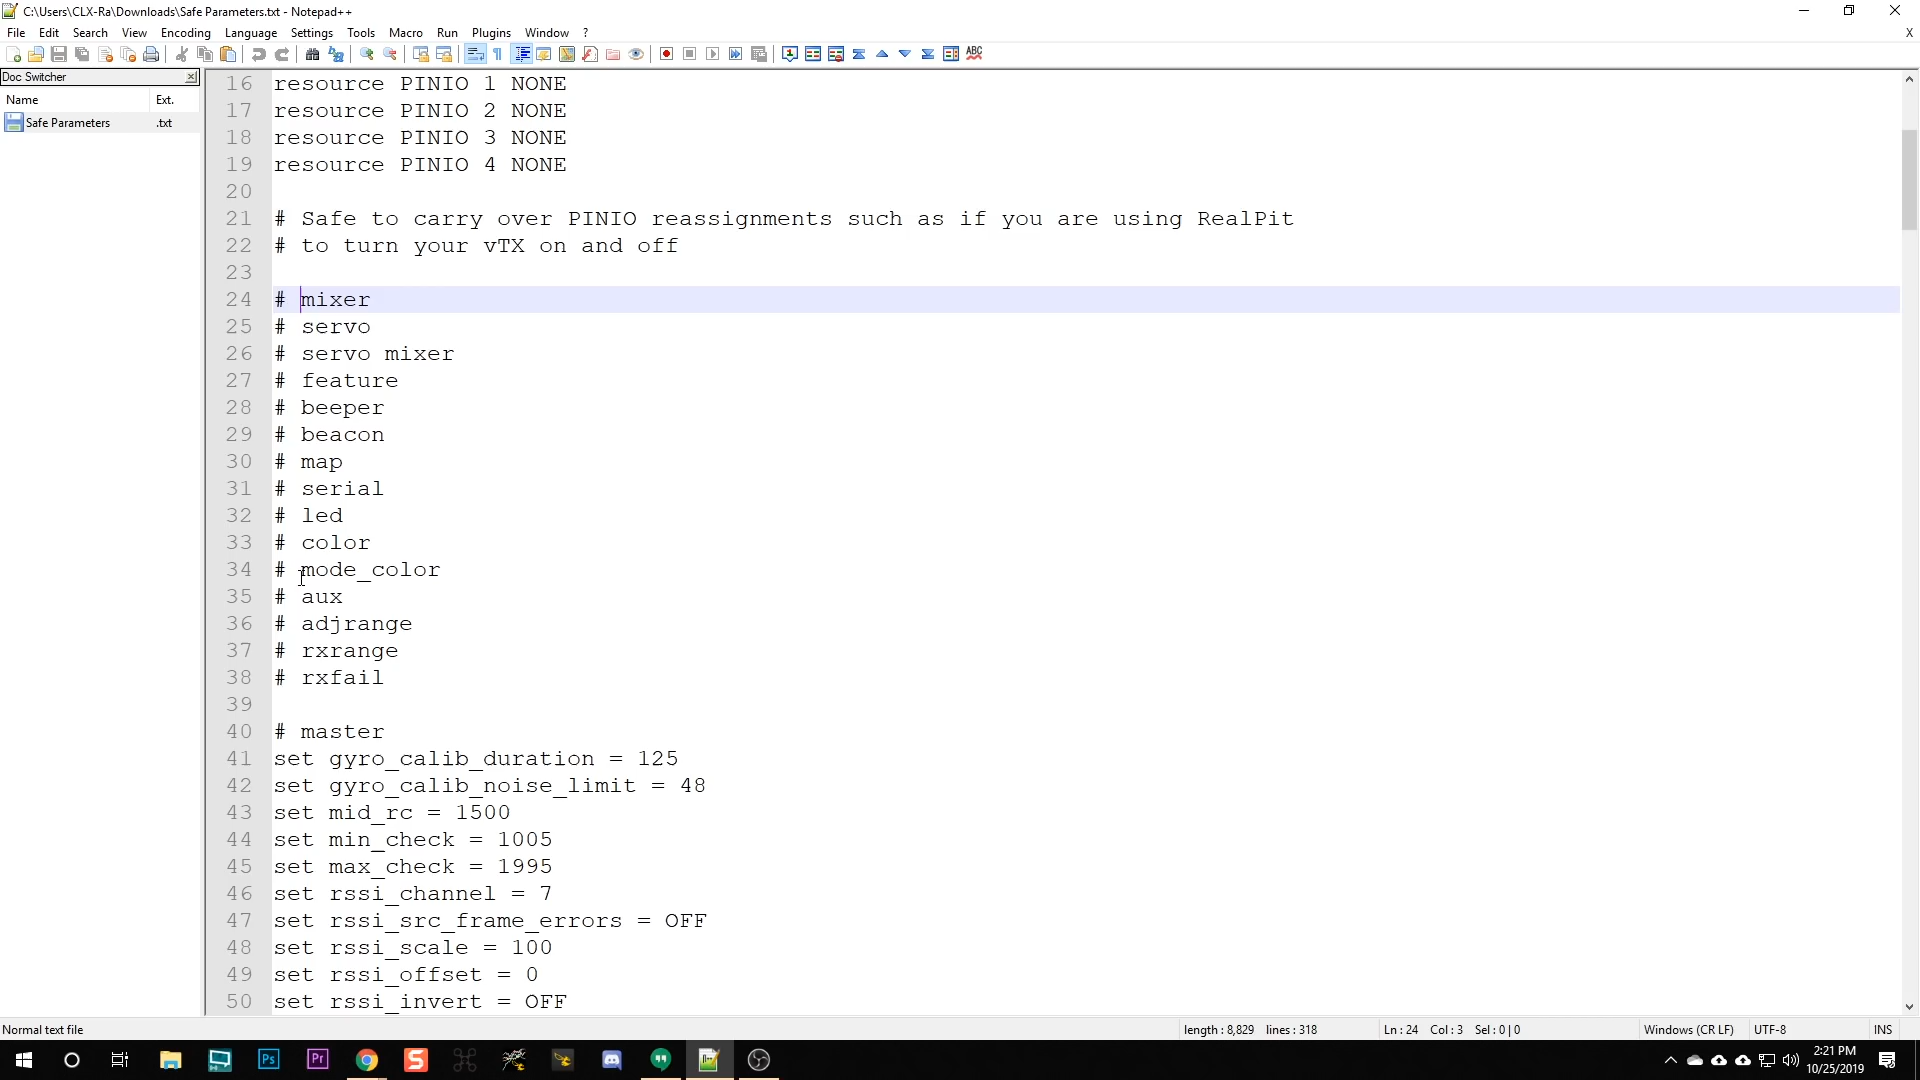 C:\Users\CLX-Ra\Downloads\Safe Parameters.txt - Notepad++
File Edit Search View Encoding Language Settings Tools Macro Run Plugins Window ? X
Doc Switcher
Name Ext.
Safe Parameters .txt
16 resource PINIO 1 NONE
17 resource PINIO 2 NONE
18 resource PINIO 3 NONE
19 resource PINIO 4 NONE
20
21 # Safe to carry over PINIO reassignments such as if you are using RealPit
22 # to turn your vTX on and off
23
24 # mixer
25 # servo
26 # servo mixer
27 # feature
28 # beeper
29 # beacon
30 # map
31 # serial
32 # led
33 # color
34 # mode_color
35 # aux
36 # adjrange
37 # rxrange
38 # rxfail
39
40 # master
41 set gyro_calib_duration = 125
42 set gyro_calib_noise_limit = 48
43 set mid_rc = 1500
44 set min_check = 1005
45 set max_check = 1995
46 set rssi_channel = 7
47 set rssi_src_frame_errors = OFF
48 set rssi_scale = 100
49 set rssi_offset = 0
50 set rssi_invert = OFF
Normal text file length : 8,829 lines : 318 Ln : 24 Col : 3 Sel : 0 | 0 Windows (CR LF) UTF-8 INS
Ps Pr S
2:21 PM
10/25/2019